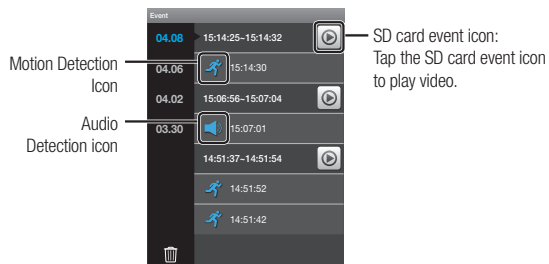 Event
04.08 15:14:25~15:14:32
SD card event icon:
Tap the SD card event icon
to play video.
Motion Detection
Icon
04.06 15:14:30
04.02 15:06:56~15:07:04
Audio
Detection icon
03.30 15:07:01
14:51:37~14:51:54
14:51:52
14:51:42